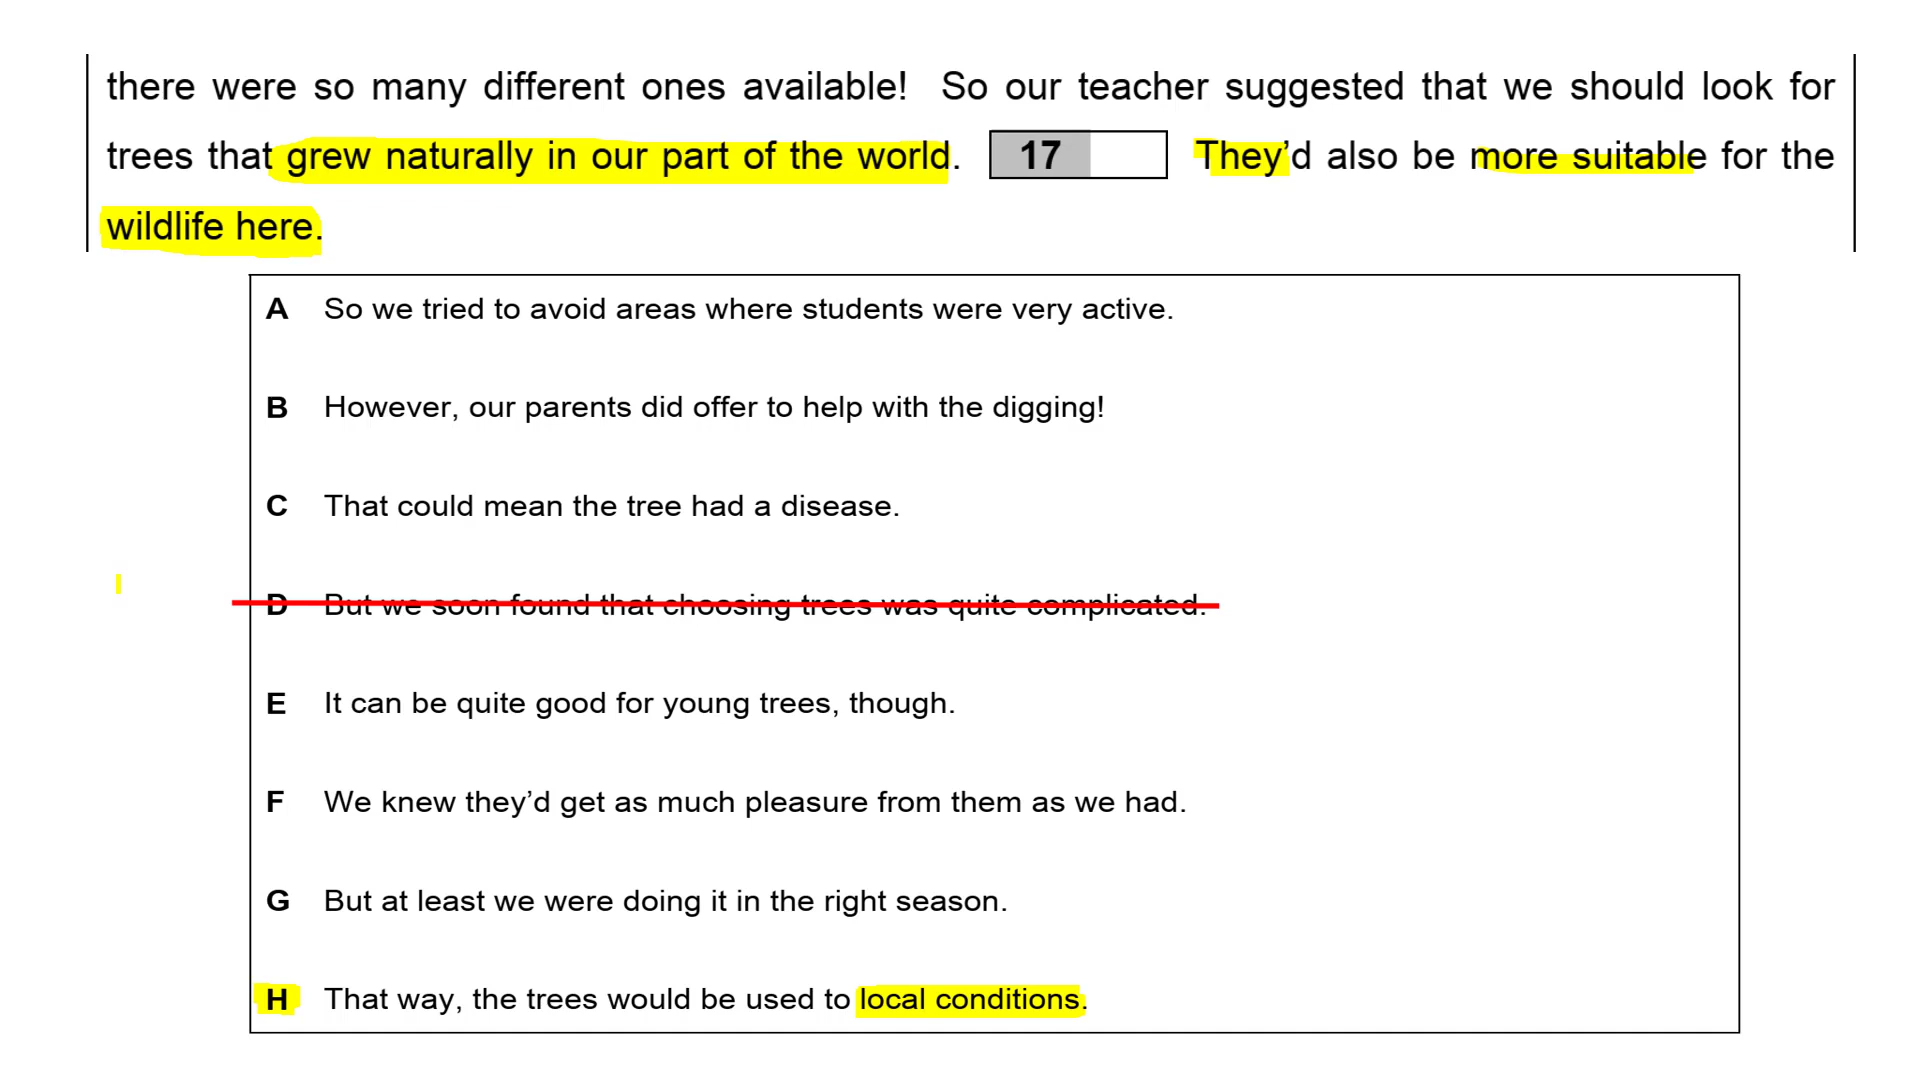 there were so many different ones available! So our teacher suggested that we should look for
trees that grew naturally in our part of the world. 17 They’d also be more suitable for the
wildlife here.
A So we tried to avoid areas where students were very active.
B However, our parents did offer to help with the digging!
C That could mean the tree had a disease.
D But we soon found that choosing trees was quite complicated.
E It can be quite good for young trees, though.
F We knew they’d get as much pleasure from them as we had.
G But at least we were doing it in the right season.
H That way, the trees would be used to local conditions.